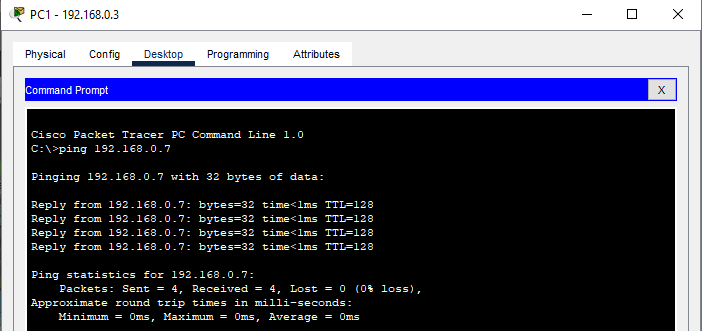 PC1 - 192.168.0.3
Physical Config Desktop Programming Attributes
Command Prompt X
Cisco Packet Tracer PC Command Line 1.0
C:\>ping 192.168.0.7
Pinging 192.168.0.7 with 32 bytes of data:
Reply from 192.168.0.7: bytes=32 time<1ms TTL=128
Reply from 192.168.0.7: bytes=32 time<1ms TTL=128
Reply from 192.168.0.7: bytes=32 time<1ms TTL=128
Reply from 192.168.0.7: bytes=32 time<1ms TTL=128
Ping statistics for 192.168.0.7:
    Packets: Sent = 4, Received = 4, Lost = 0 (0% loss),
Approximate round trip times in milli-seconds:
    Minimum = 0ms, Maximum = 0ms, Average = 0ms